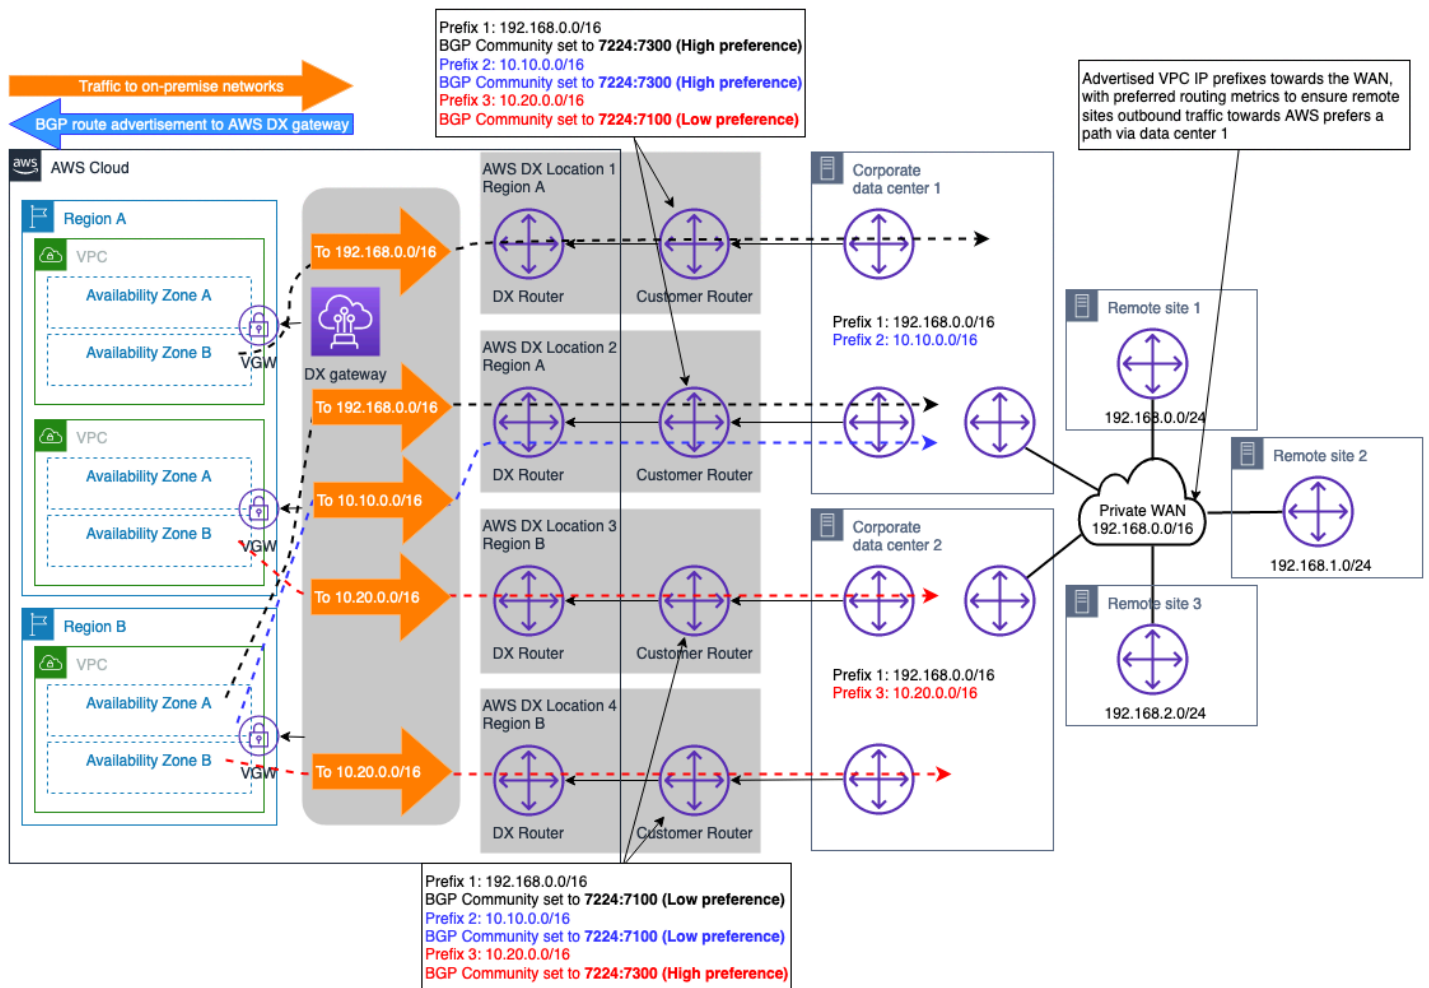 Prefix 1: 192.168.0.0/16
BGP Community set to 7224:7300 (High preference)
Prefix 2: 10.10.0.0/16
BGP Community set to 7224:7300 (High preference)
Prefix 3: 10.20.0.0/16
BGP Community set to 7224:7100 (Low preference)
Traffic to on-premise networks
BGP route advertisement to AWS DX gateway
Advertised VPC IP prefixes towards the WAN,
with preferred routing metrics to ensure remote
sites outbound traffic towards AWS prefers a
path via data center 1
aws
AWS Cloud
Region A
VPC
Availability Zone A
Availability Zone B
VGW
VPC
Availability Zone A
Availability Zone B
VGW
Region B
VPC
Availability Zone A
Availability Zone B
VGW
To 192.168.0.0/16
DX gateway
To 192.168.0.0/16
To 10.10.0.0/16
To 10.20.0.0/16
To 10.20.0.0/16
AWS DX Location 1
Region A
DX Router
Customer Router
AWS DX Location 2
Region A
DX Router
Customer Router
AWS DX Location 3
Region B
DX Router
Customer Router
AWS DX Location 4
Region B
DX Router
Customer Router
Corporate
data center 1
Prefix 1: 192.168.0.0/16
Prefix 2: 10.10.0.0/16
Corporate
data center 2
Prefix 1: 192.168.0.0/16
Prefix 3: 10.20.0.0/16
Remote site 1
192.168.0.0/24
Remote site 2
192.168.1.0/24
Private WAN
192.168.0.0/16
Remote site 3
192.168.2.0/24
Prefix 1: 192.168.0.0/16
BGP Community set to 7224:7100 (Low preference)
Prefix 2: 10.10.0.0/16
BGP Community set to 7224:7100 (Low preference)
Prefix 3: 10.20.0.0/16
BGP Community set to 7224:7300 (High preference)